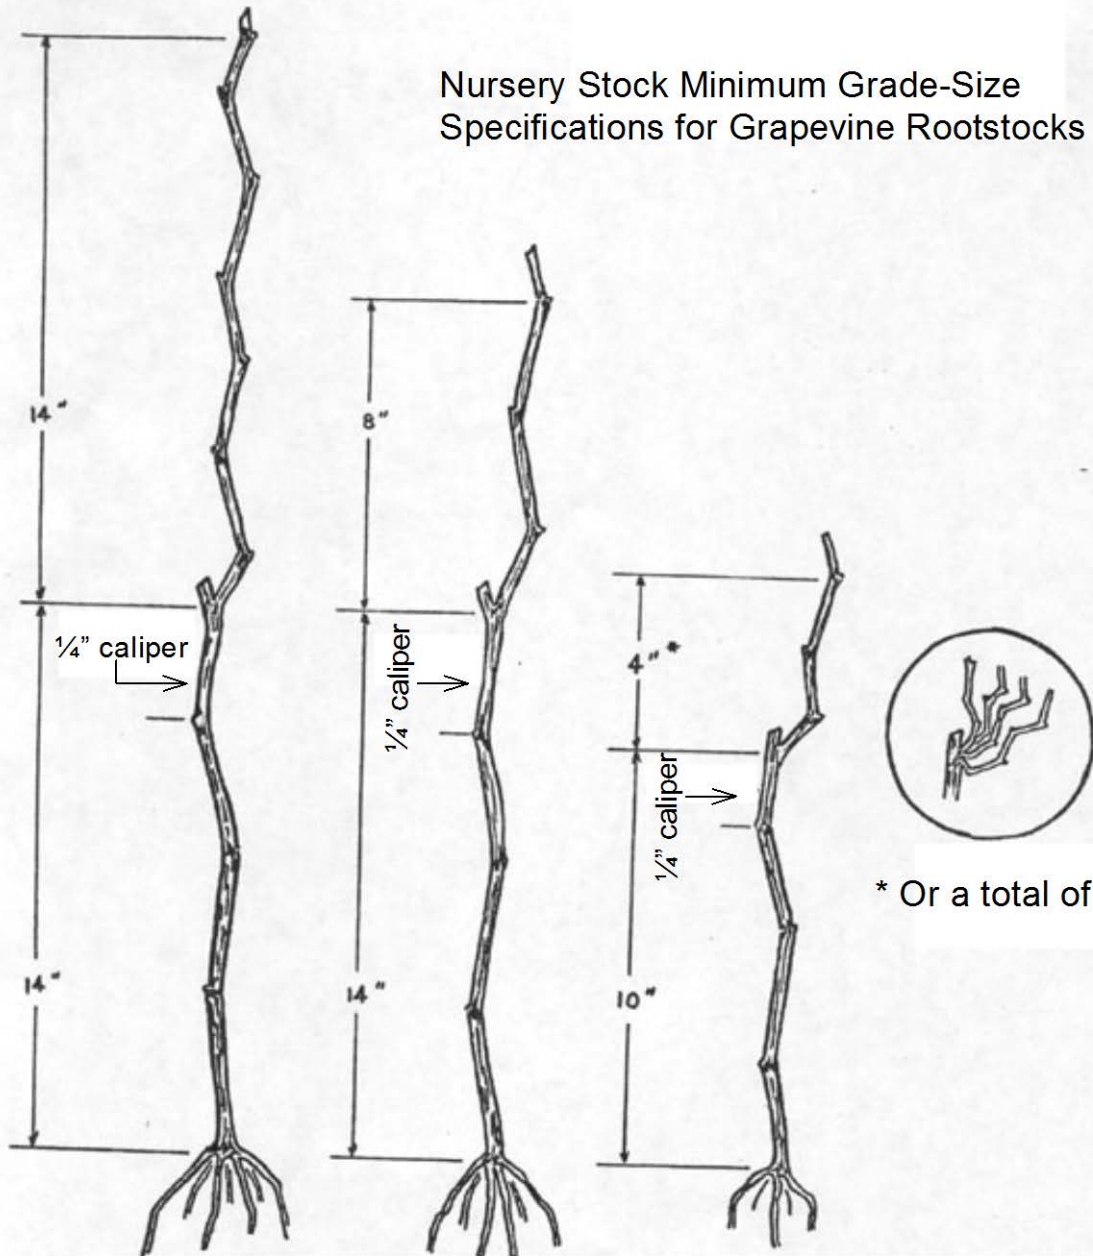 Nursery Stock Minimum Grade-Size
Specifications for Grapevine Rootstocks
14"
8"
¼" caliper
¼" caliper
4" *
¼" caliper
* Or a total of
14"
14"
10"